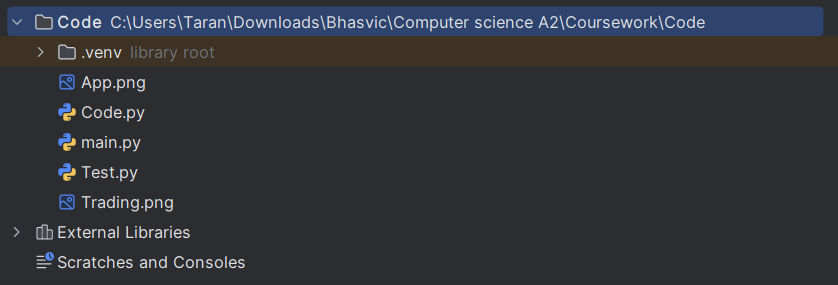 Code C:\Users\Taran\Downloads\Bhasvic\Computer science A2\Coursework\Code
.venv library root
App.png
Code.py
main.py
Test.py
Trading.png
External Libraries
Scratches and Consoles